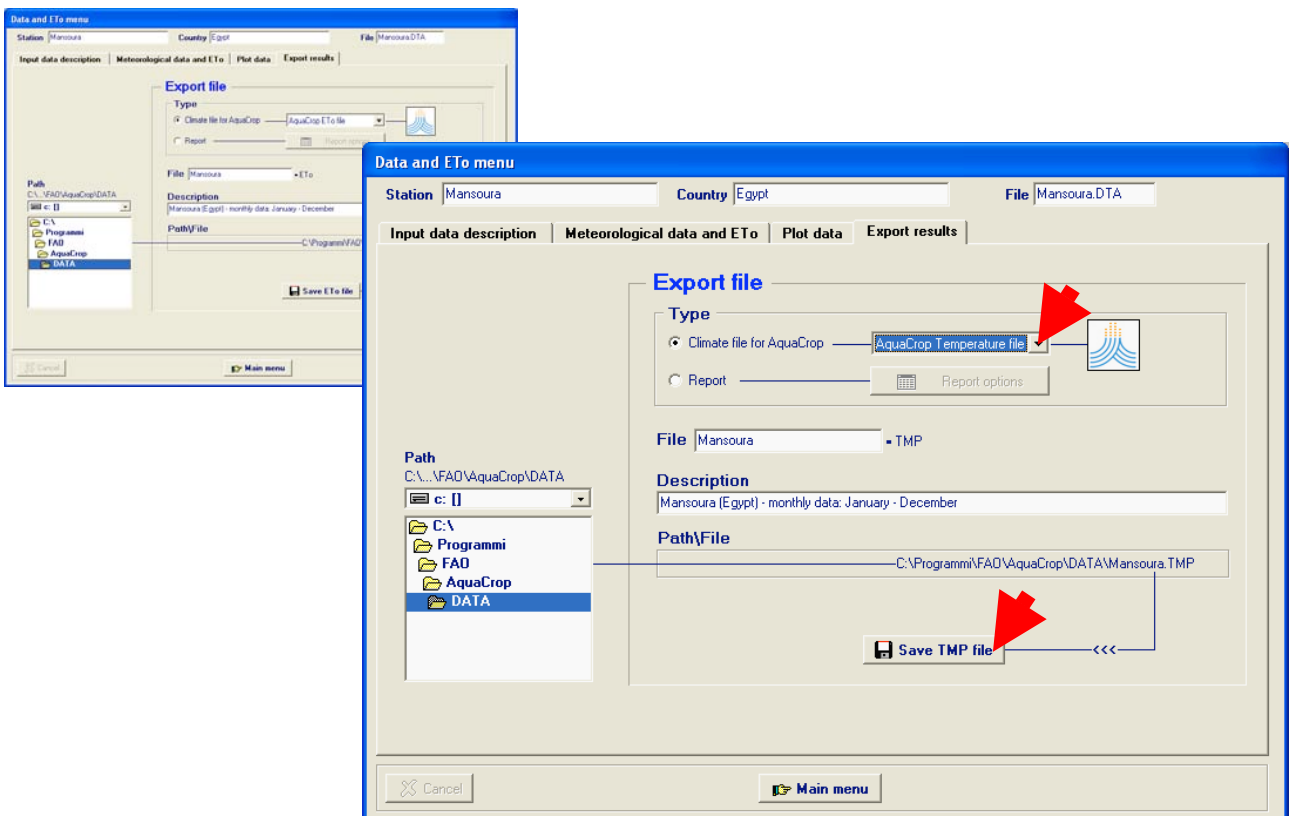 Data and ETo menu
Station Mansoura Country Egypt File Mansoura.DTA
Input data description Meteorological data and ETo Plot data Export results
Export file
Type
Climate file for AquaCrop AquaCrop ETo file
Report Report options
File Mansoura ETo
Path
C:\...\FAO\AquaCrop\DATA
c: []
C:\
Programmi
FAO
AquaCrop
DATA
Description
Mansoura (Egypt) - monthly data: January - December
Path\File
C:\Programmi\FAO
Save ETo file
Cancel
Main menu
Data and ETo menu
Station Mansoura Country Egypt File Mansoura.DTA
Input data description Meteorological data and ETo Plot data Export results
Export file
Type
Climate file for AquaCrop AquaCrop Temperature file
Report Report options
File Mansoura TMP
Path
C:\...\FAO\AquaCrop\DATA
c: []
C:\
Programmi
FAO
AquaCrop
DATA
Description
Mansoura (Egypt) - monthly data: January - December
Path\File
C:\Programmi\FAO\AquaCrop\DATA\Mansoura.TMP
Save TMP file <<<
Cancel
Main menu